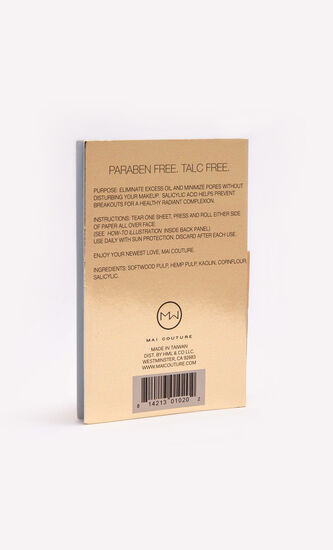 PARABEN FREE. TALC FREE.
PURPOSE: ELIMINATE EXCESS OIL AND MINIMIZE PORES WITHOUT
DISTURBING YOUR MAKEUP. SALICYLIC ACID HELPS PREVENT
BREAKOUTS FOR A HEALTHY RADIANT COMPLEXION.
INSTRUCTIONS: TEAR ONE SHEET, PRESS AND ROLL EITHER SIDE
OF PAPER ALL OVER FACE.
(SEE HOW-TO ILLUSTRATION INSIDE BACK PANEL)
USE DAILY WITH SUN PROTECTION. DISCARD AFTER EACH USE.
ENJOY YOUR NEWEST LOVE, MAI COUTURE.
INGREDIENTS: SOFTWOOD PULP, HEMP PULP, KAOLIN, CORNFLOUR,
SALICYLIC.
MAI COUTURE
MADE IN TAIWAN
DIST. BY HML & CO LLC.
WESTMINSTER, CA 92683
WWW.MAICOUTURE.COM
8 14213 01020 2